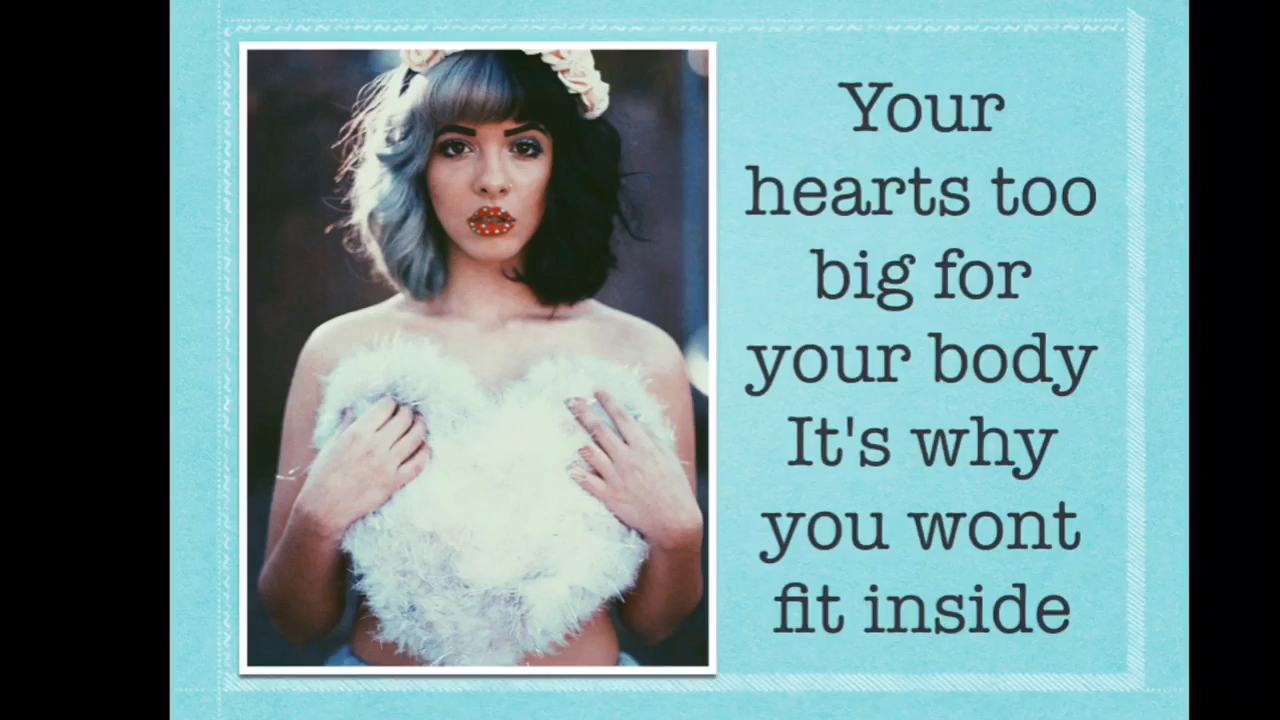 Your
hearts too
big for
your body
It's why
you wont
fit inside